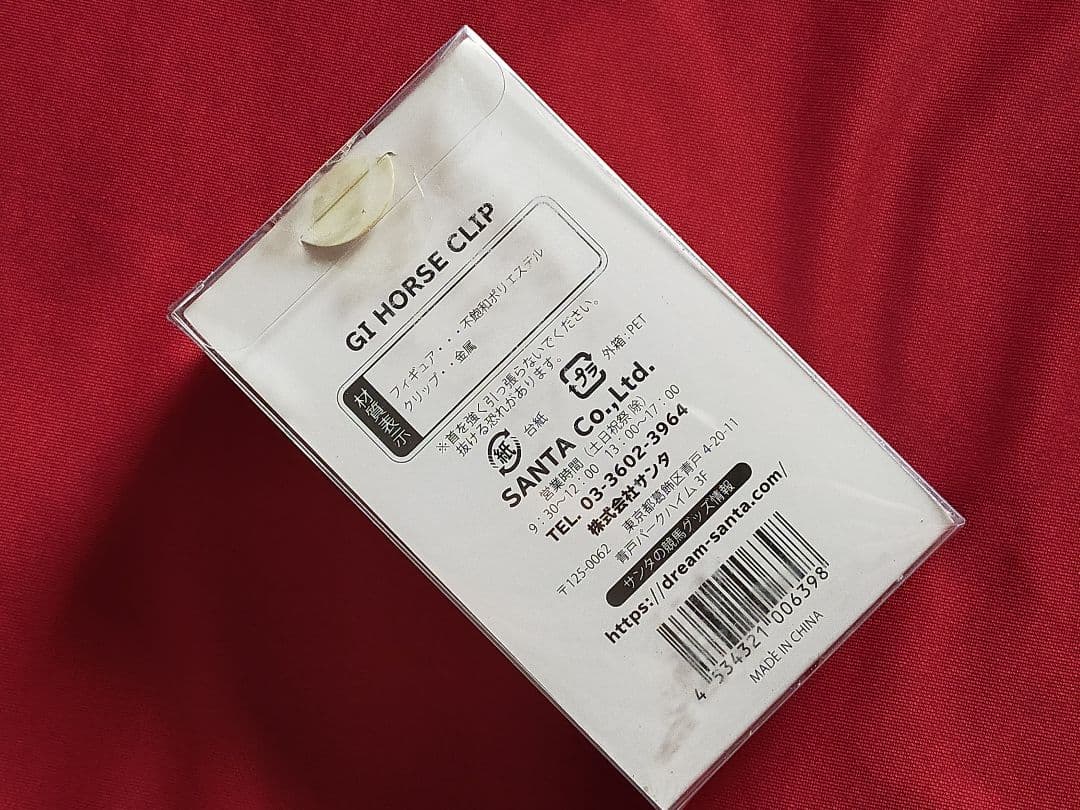 GI HORSE CLIP
材質表示
フィギュア・・・不飽和ポリエステル
クリップ・・金属
※首を強く引っ張らないでください。
抜ける恐れがあります。
紙 台紙
プラ 外箱:PET
SANTA Co.,Ltd.
営業時間 (土日祝祭 除)
9:30~12:00 13:00~17:00
TEL. 03-3602-3964
株式会社サンタ
〒125-0062 東京都葛飾区青戸 4-20-11
青戸パークハイム 3F
サンタの競馬グッズ情報
https://dream-santa.com/
4 534321 006398
MADE IN CHINA